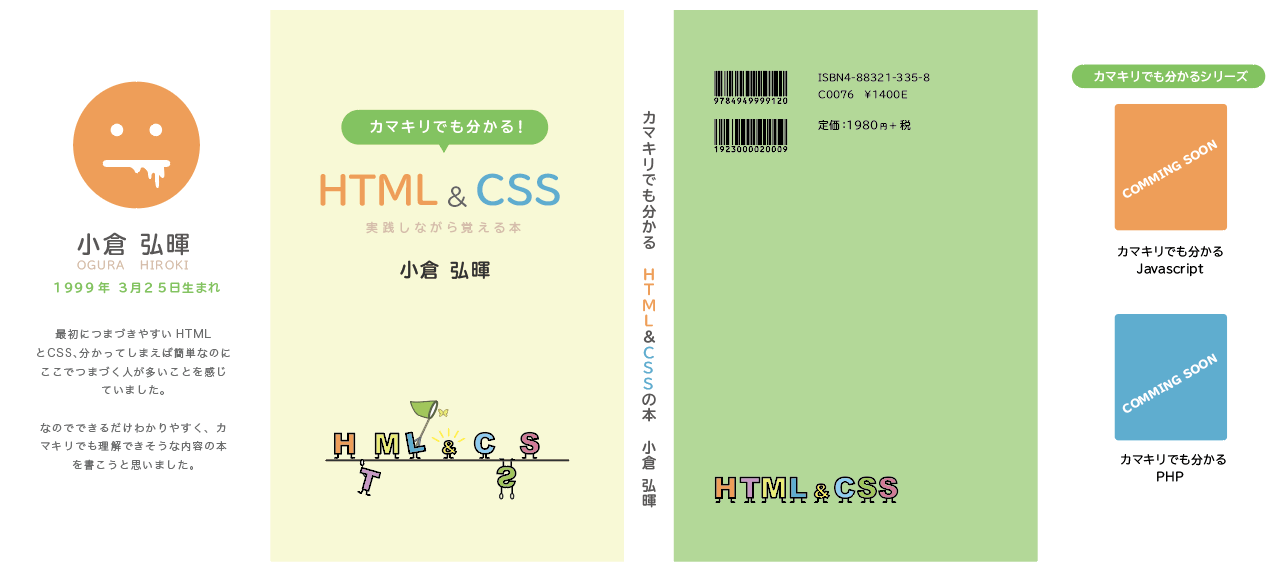 小倉 弘暉
OGURA HIROKI
1999年 3月25日生まれ
最初につまづきやすい HTML
とCSS、分かってしまえば簡単なのに
ここでつまづく人が多いことを感じ
ていました。
なのでできるだけわかりやすく、カ
マキリでも理解できそうな内容の本
を書こうと思いました。
カマキリでも分かる！
HTML & CSS
実践しながら覚える本
小倉 弘暉
H ML & C S
T S
カマキリでも分かる HTML&CSSの本 小倉 弘暉
9784949999120
ISBN4-88321-335-8
C0076 ¥1400E
1923000020009
定価：1980円＋税
HTML&CSS
カマキリでも分かるシリーズ
COMMING SOON
カマキリでも分かる
Javascript
COMMING SOON
カマキリでも分かる
PHP